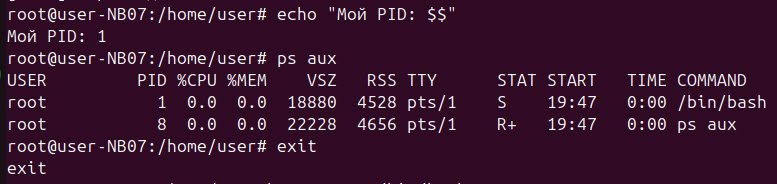 root@user-NB07:/home/user# echo "Мой PID: $$"
Мой PID: 1
root@user-NB07:/home/user# ps aux
USER         PID %CPU %MEM    VSZ   RSS TTY      STAT START   TIME COMMAND
root           1  0.0  0.0  18880  4528 pts/1    S    19:47   0:00 /bin/bash
root           8  0.0  0.0  22228  4656 pts/1    R+   19:47   0:00 ps aux
root@user-NB07:/home/user# exit
exit